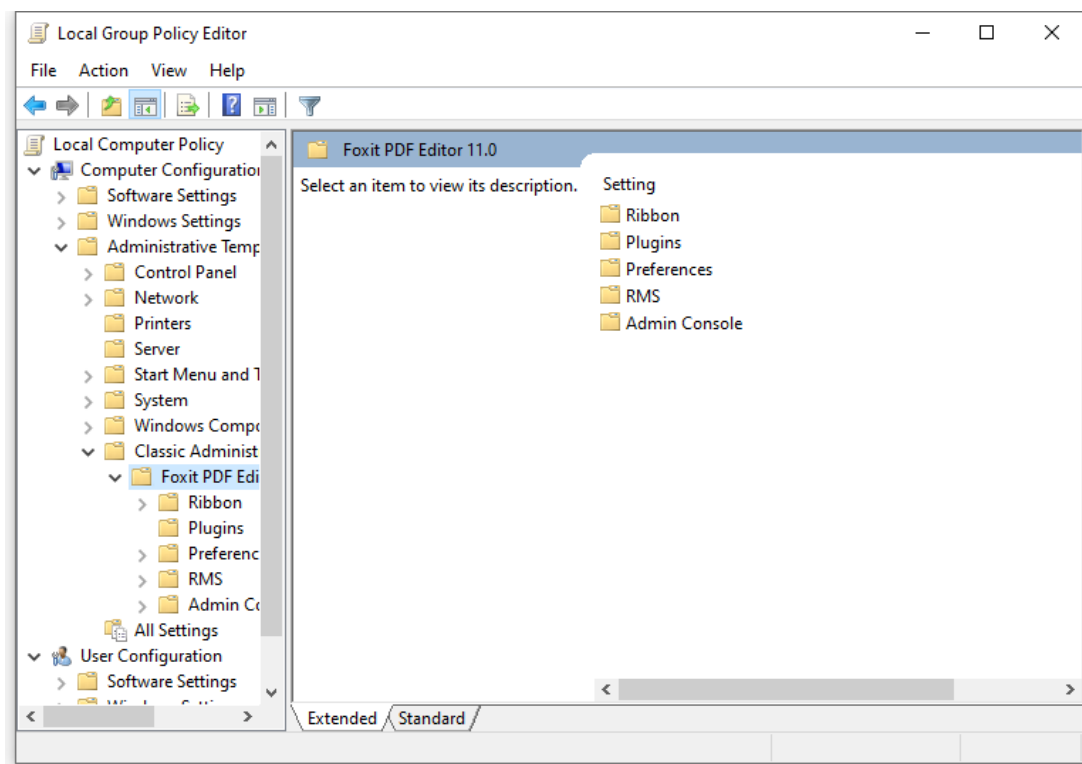 Local Group Policy Editor
File Action View Help
Local Computer Policy
Computer Configuration
Software Settings
Windows Settings
Administrative Temp
Control Panel
Network
Printers
Server
Start Menu and T
System
Windows Compo
Classic Administ
Foxit PDF Edi
Ribbon
Plugins
Preferenc
RMS
Admin Co
All Settings
User Configuration
Software Settings
Foxit PDF Editor 11.0
Select an item to view its description.
Setting
Ribbon
Plugins
Preferences
RMS
Admin Console
Extended Standard